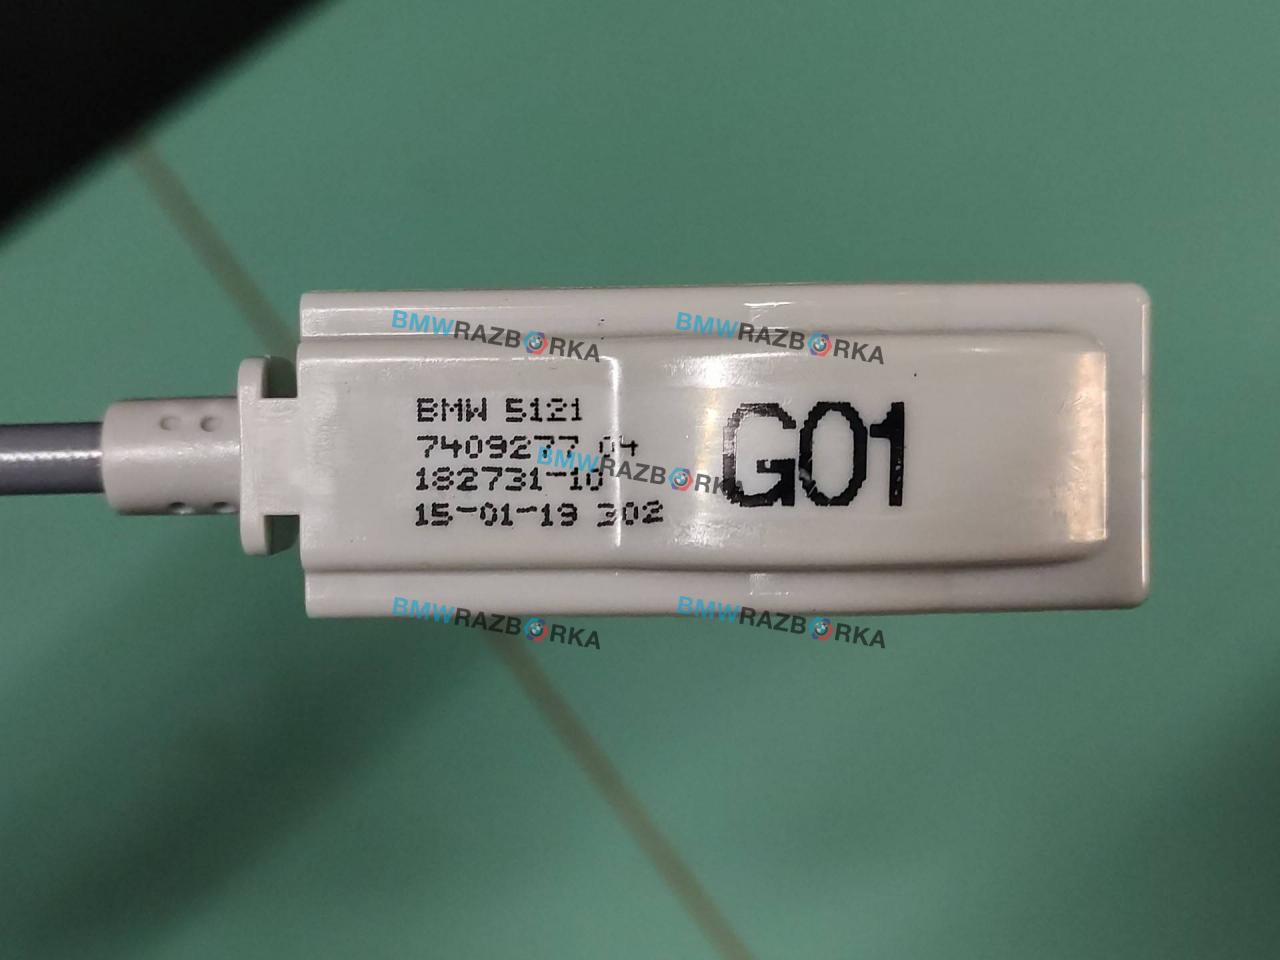 BMWRAZBORKA
BMWRAZBORKA
BMW 5121
7409277 04
BMWRAZBORKA
182731-10
15-01-19 302
G01
BMWRAZBORKA
BMWRAZBORKA